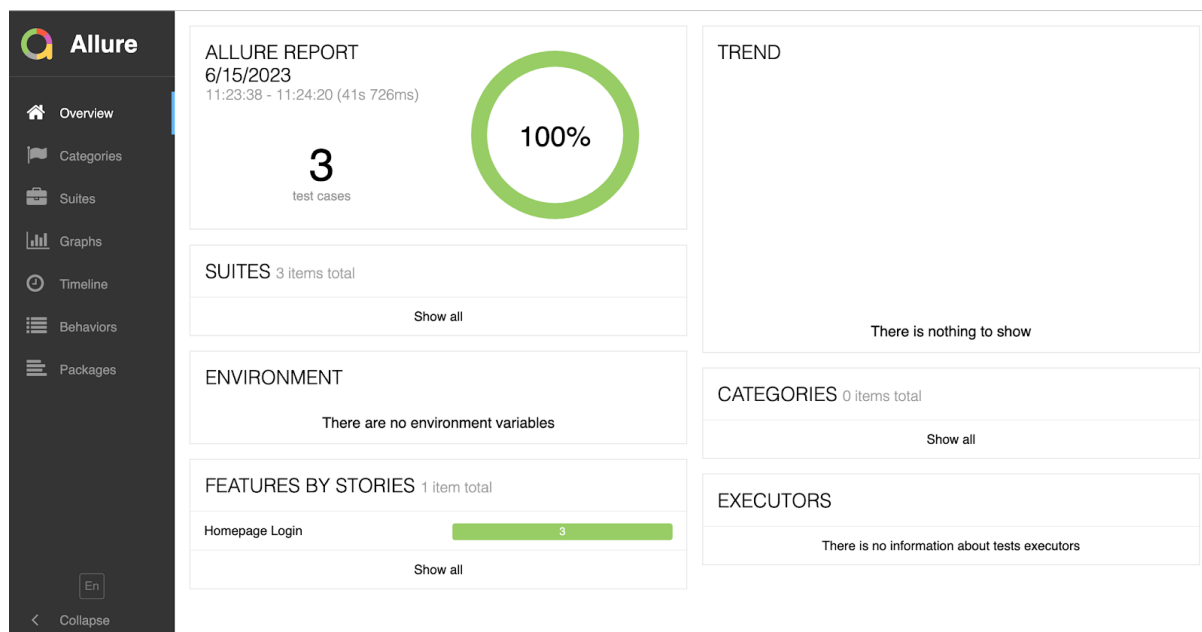 Allure
Overview
Categories
Suites
Graphs
Timeline
Behaviors
Packages
En
Collapse
ALLURE REPORT
6/15/2023
11:23:38 - 11:24:20 (41s 726ms)
3
test cases
100%
SUITES 3 items total
Show all
ENVIRONMENT
There are no environment variables
FEATURES BY STORIES 1 item total
Homepage Login 3
Show all
TREND
There is nothing to show
CATEGORIES 0 items total
Show all
EXECUTORS
There is no information about tests executors